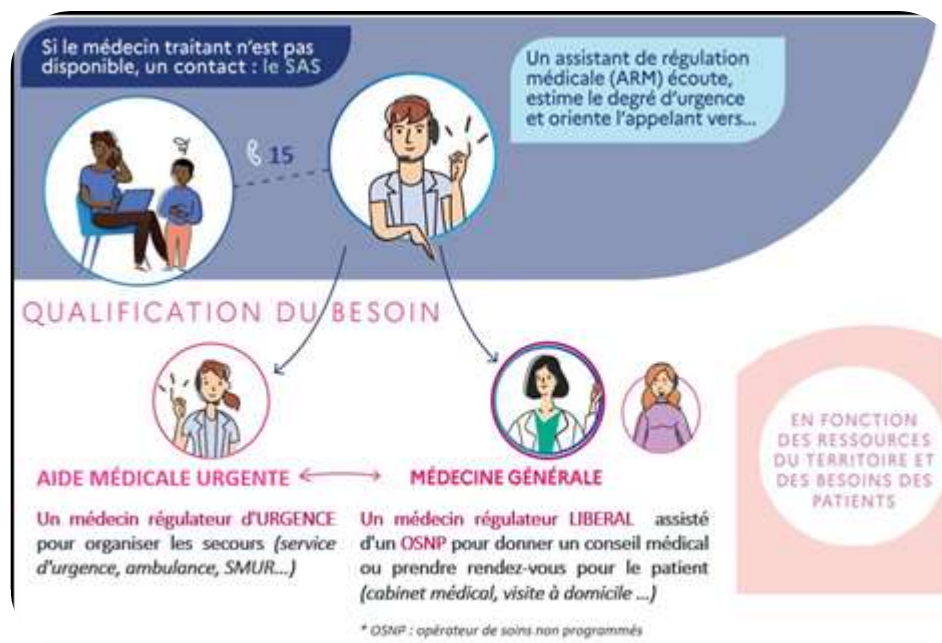 Si le médecin traitant n'est pas
disponible, un contact : le SAS
Un assistant de régulation
médicale (ARM) écoute,
estime le degré d'urgence
et oriente l'appelant vers...
15
QUALIFICATION DU BESOIN
AIDE MÉDICALE URGENTE
Un médecin régulateur d'URGENCE
pour organiser les secours (service
d'urgence, ambulance, SMUR...)
MÉDECINE GÉNÉRALE
Un médecin régulateur LIBERAL assisté
d'un OSNP pour donner un conseil médical
ou prendre rendez-vous pour le patient
(cabinet médical, visite à domicile ...)
* OSNP : opérateur de soins non programmés
EN FONCTION
DES RESSOURCES
DU TERRITOIRE ET
DES BESOINS DES
PATIENTS